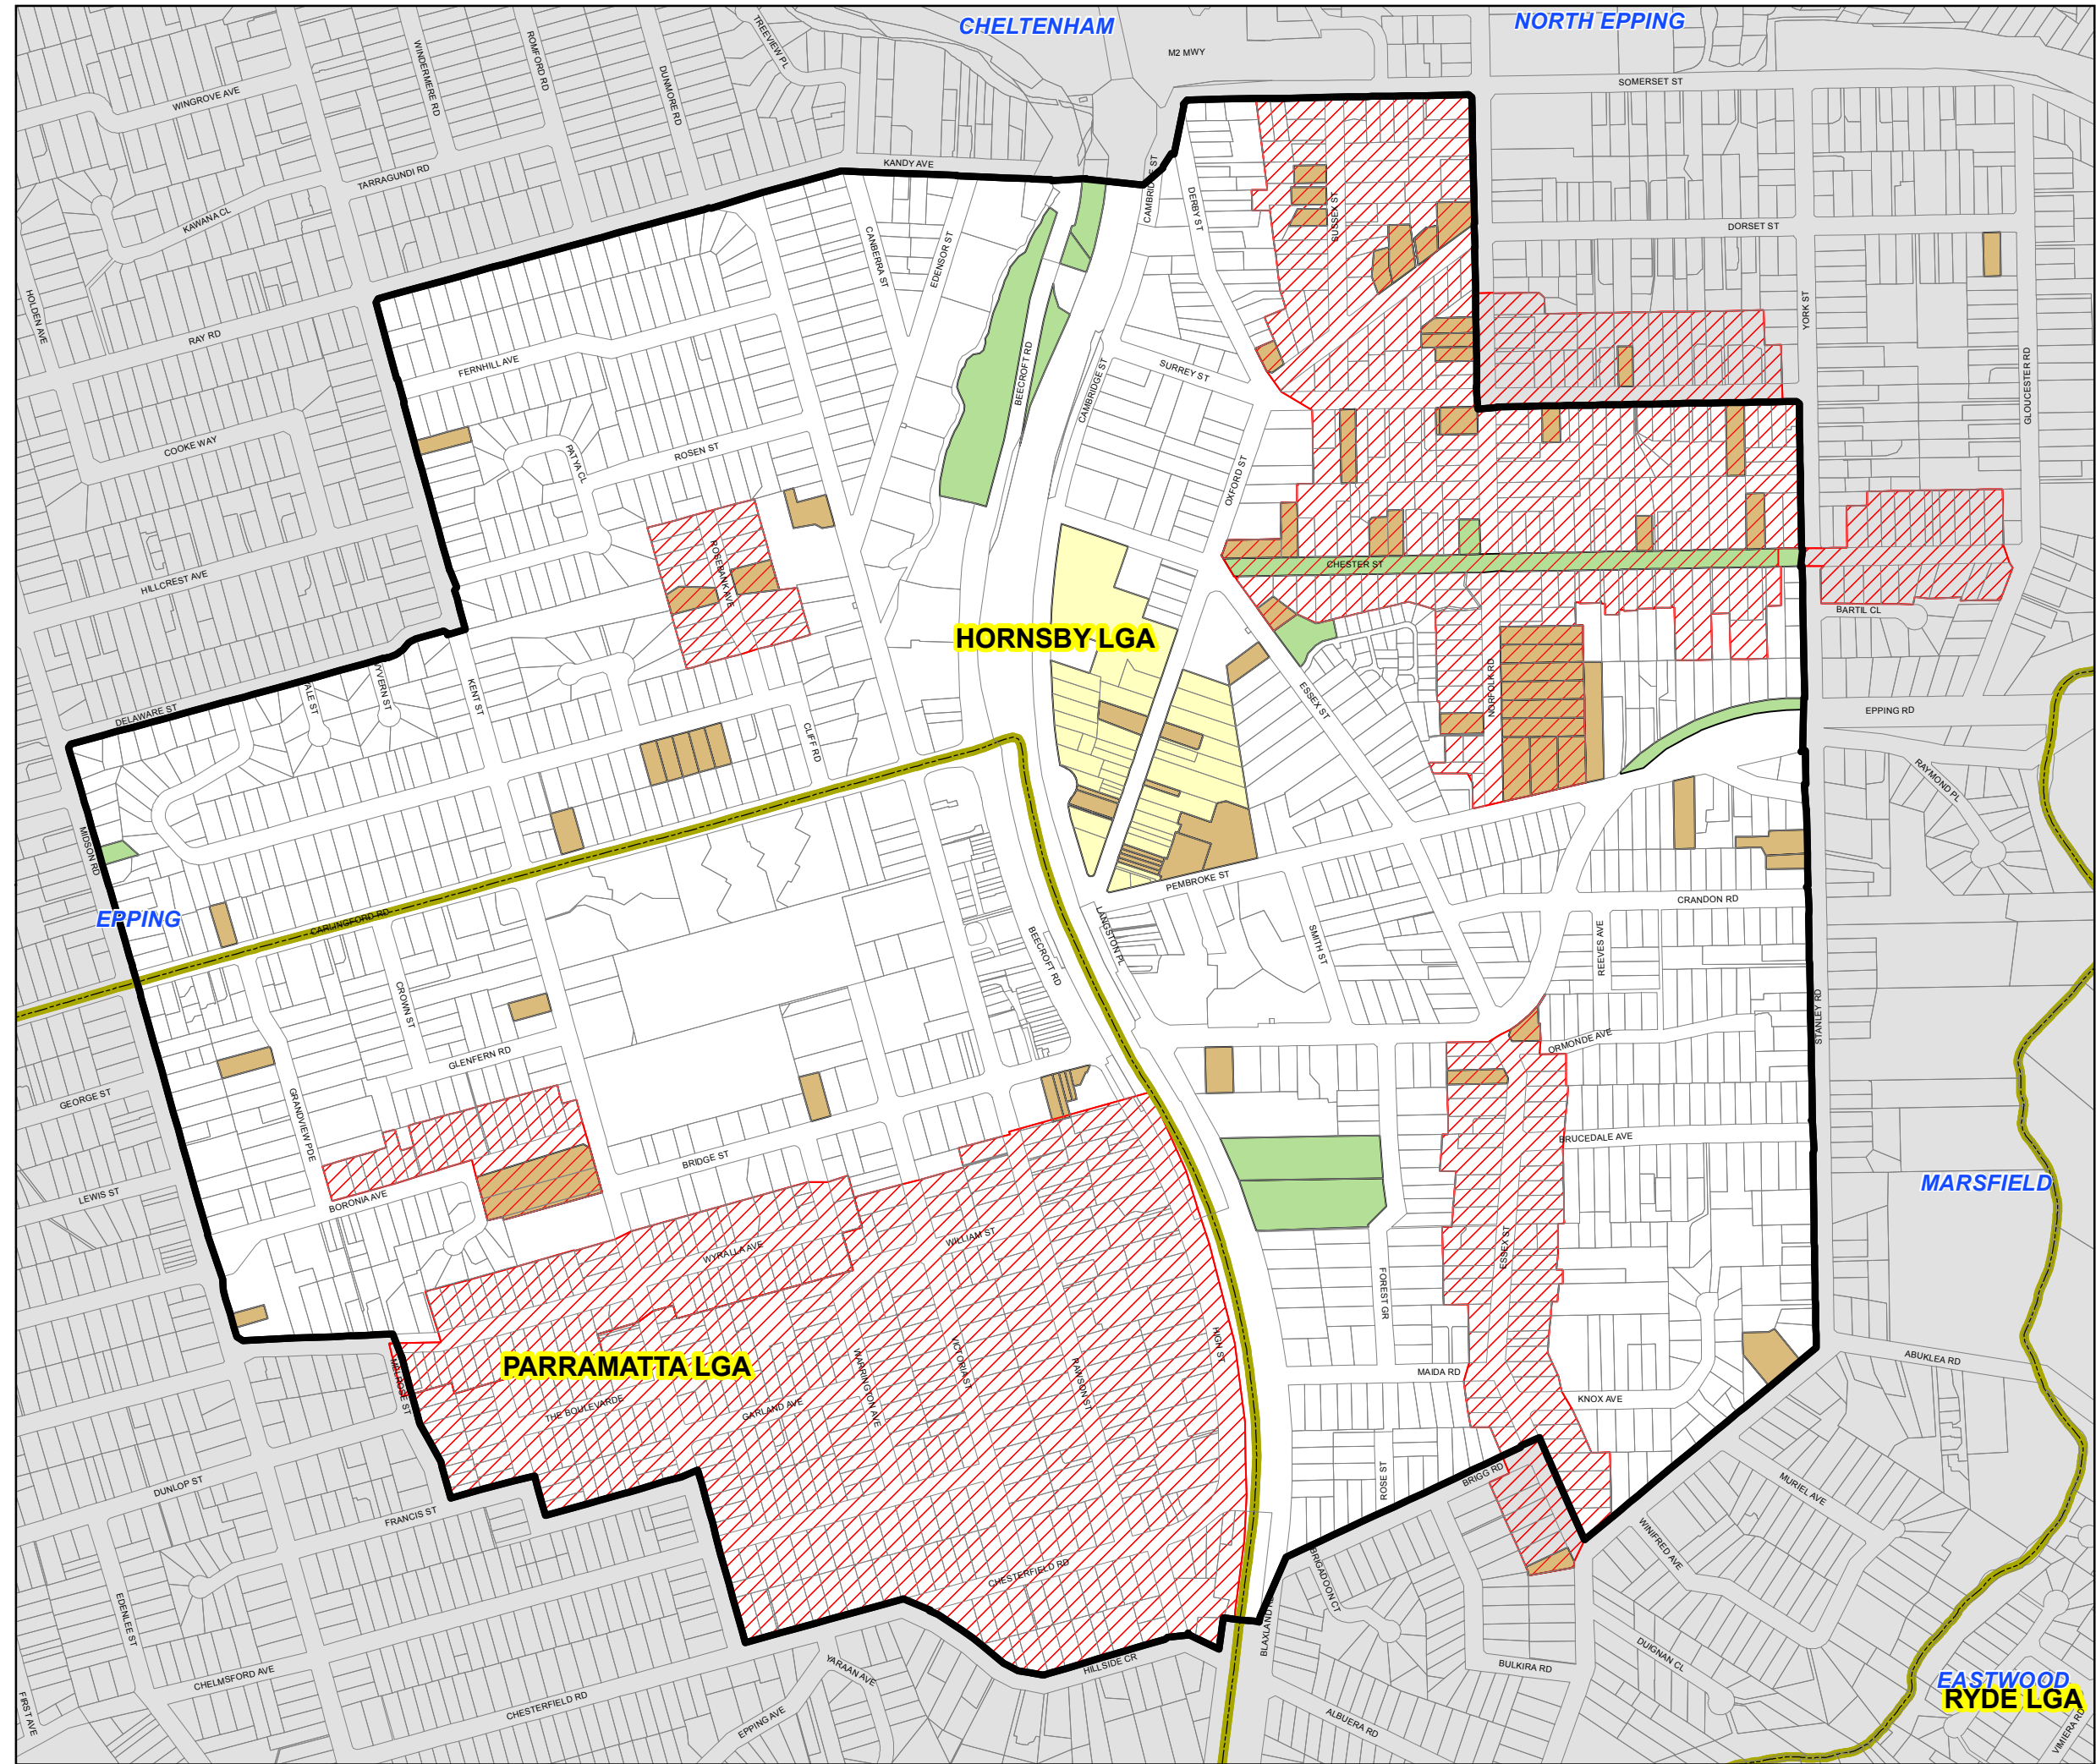 CHELTENHAM
NORTH EPPING
TREEVIEW PL
M2 MWY
WINDERMERE RD
ROMFORD RD
DUNMORE RD
SOMERSET ST
WINGROVE AVE
KANDY AVE
TARRAGUNDI RD
CAMBRIDGE ST
DERBY ST
SUSSEX ST
KAWANA CL
DORSET ST
CANBERRA ST
EDENSOR ST
HOLDEN AVE
YORK ST
RAY RD
FERNHILL AVE
BEECROFT RD
CAMBRIDGE ST
SURREY ST
GLOUCESTER RD
COOKE WAY
PATYA CL
ROSEN ST
OXFORD ST
HILLCREST AVE
ROSEBANK AVE
CHESTER ST
BARTIL CL
HORNSBY LGA
DELAWARE ST
KENT ST
CLIFF RD
ESSEX ST
NORFOLK RD
EPPING RD
RAYMOND PL
MIDSON RD
EPPING
CARLINGFORD RD
PEMBROKE ST
CRANDON RD
LANGSTON PL
SMITH ST
REEVES AVE
BEECROFT RD
CROWN ST
STANLEY RD
GLENFERN RD
ORMONDE AVE
GEORGE ST
GRANDVIEW PDE
BRIDGE ST
BRUCEDALE AVE
LEWIS ST
BORONIA AVE
MARSFIELD
WYRALLA AVE
WILLIAM ST
ESSEX ST
FOREST GR
HIGH ST
VICTORIA ST
WARRINGTON AVE
RAWSON ST
PARRAMATTA LGA
MELROSE ST
MAIDA RD
ABUKLEA RD
KNOX AVE
THE BOULEVARDE
GARLAND AVE
DUNLOP ST
FRANCIS ST
ROSE ST
BRIGG RD
MURIEL AVE
WINIFRED AVE
CHESTERFIELD RD
BRIGADOON CT
EDENLEE ST
HILLSIDE CR
YARAAN AVE
DUIGNAN CL
BULKIRA RD
CHELMSFORD AVE
FIRST AVE
CHESTERFIELD RD
EPPING AVE
ALBUERA RD
EASTWOOD
RYDE LGA
VIMIERA RD